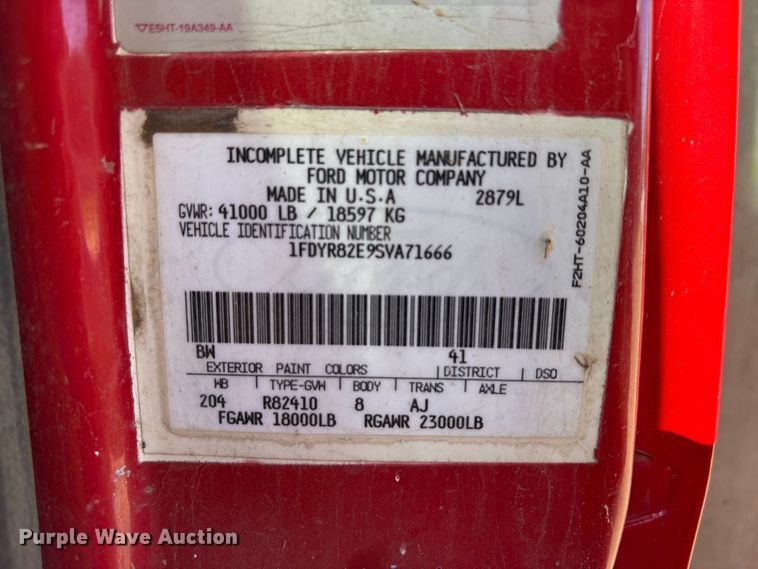 ▽E5HT-19A349-AA
INCOMPLETE VEHICLE MANUFACTURED BY
FORD MOTOR COMPANY
MADE IN U.S.A 2879L
GVWR: 41000 LB / 18597 KG
VEHICLE IDENTIFICATION NUMBER
1FDYR82E9SVA71666
BW 41
EXTERIOR PAINT COLORS DISTRICT DSO
WB TYPE-GVW BODY TRANS AXLE
204 R82410 8 AJ
FGAWR 18000LB RGAWR 23000LB
F2HT-60204A10-AA
Purple Wave Auction